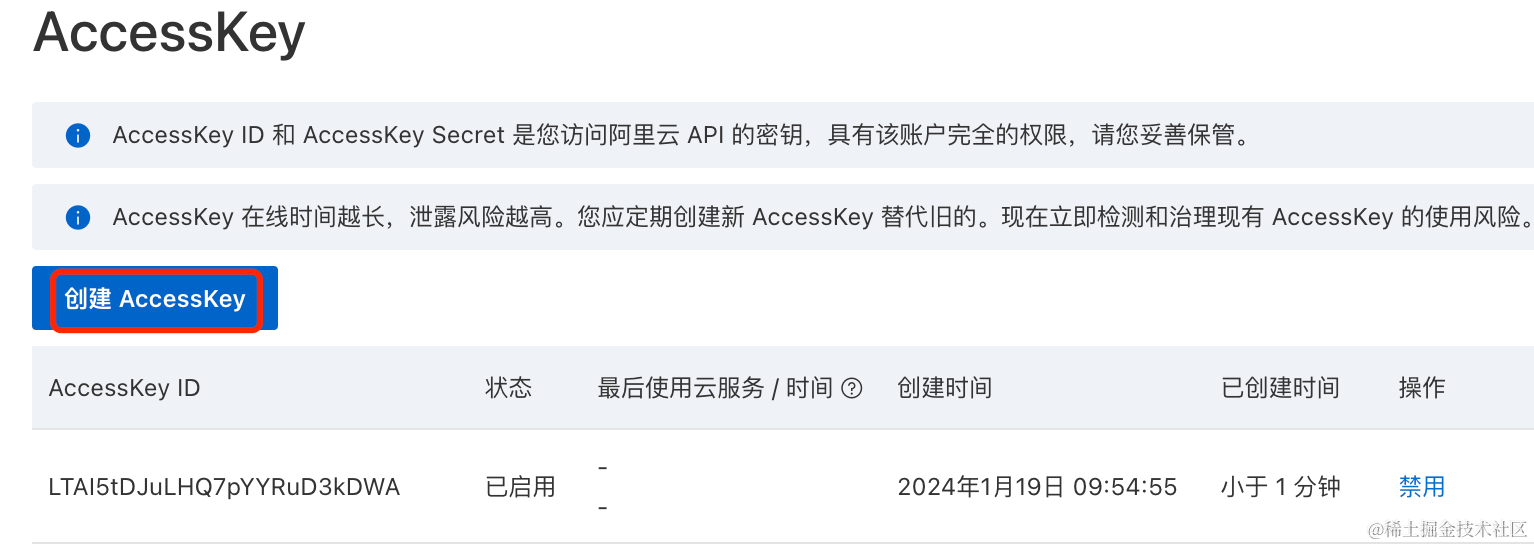 AccessKey
AccessKey ID 和 AccessKey Secret 是您访问阿里云 API 的密钥，具有该账户完全的权限，请您妥善保管。
AccessKey 在线时间越长，泄露风险越高。您应定期创建新 AccessKey 替代旧的。现在立即检测和治理现有 AccessKey 的使用风险。
创建 AccessKey
AccessKey ID 状态 最后使用云服务 / 时间 创建时间 已创建时间 操作
-
LTAI5tDJuLHQ7pYYRuD3kDWA 已启用 2024年1月19日 09:54:55 小于 1 分钟 禁用
-
@稀土掘金技术社区